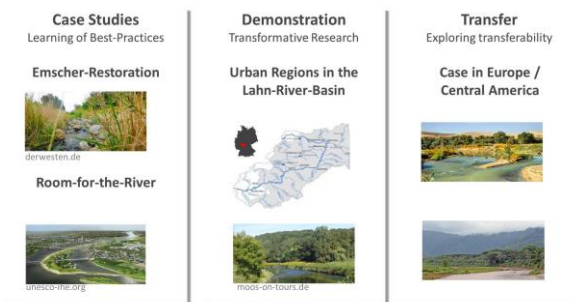 Case Studies
Learning of Best-Practices
Emscher-Restoration
derwesten.de
Room-for-the-River
unesco-ihe.org
Demonstration
Transformative Research
Urban Regions in the
Lahn-River-Basin
moos-on-tours.de
Transfer
Exploring transferability
Case in Europe /
Central America